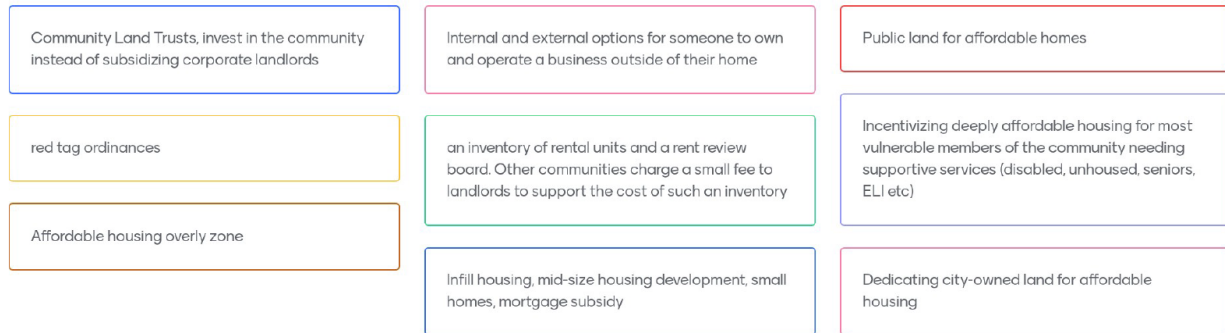 Community Land Trusts, invest in the community
instead of subsidizing corporate landlords
red tag ordinances
Affordable housing overly zone
Internal and external options for someone to own
and operate a business outside of their home
an inventory of rental units and a rent review
board. Other communities charge a small fee to
landlords to support the cost of such an inventory
Infill housing, mid-size housing development, small
homes, mortgage subsidy
Public land for affordable homes
Incentivizing deeply affordable housing for most
vulnerable members of the community needing
supportive services (disabled, unhoused, seniors,
ELI etc)
Dedicating city-owned land for affordable
housing